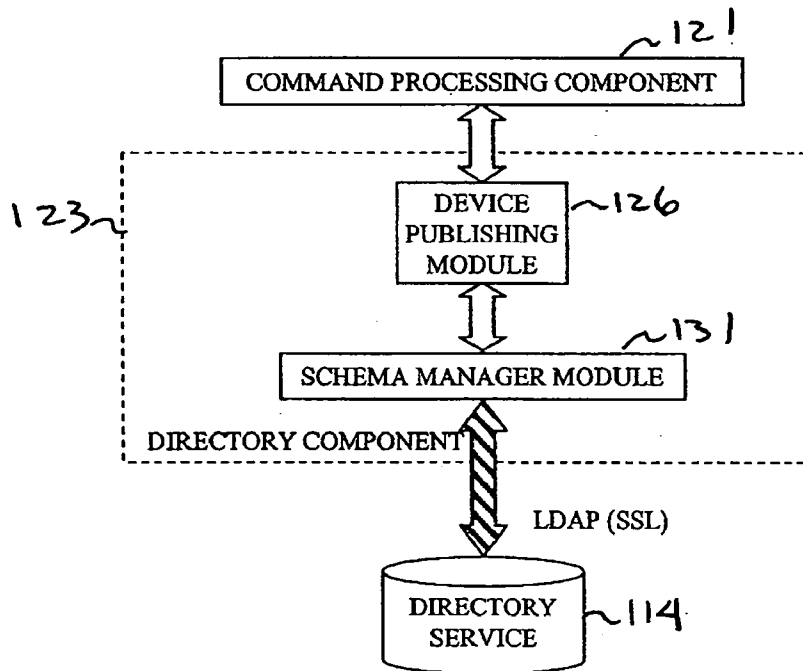 121
COMMAND PROCESSING COMPONENT
123
DEVICE
PUBLISHING
MODULE
126
131
SCHEMA MANAGER MODULE
DIRECTORY COMPONENT
LDAP (SSL)
DIRECTORY
SERVICE
114